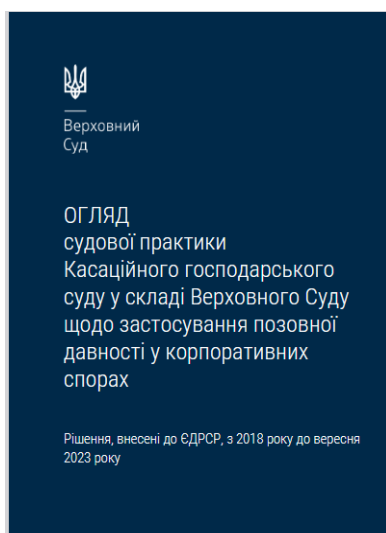 Верховний
Суд
ОГЛЯД
судової практики
Касаційного господарського
суду у складі Верховного Суду
щодо застосування позовної
давності у корпоративних
спорах
Рішення, внесені до ЄДРСР, з 2018 року до вересня
2023 року